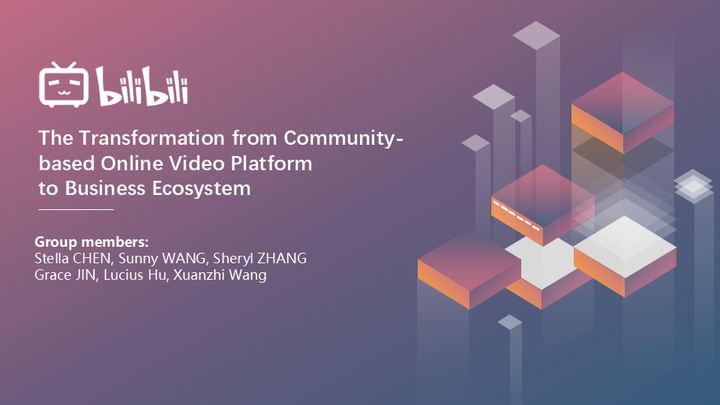 bilibili
The Transformation from Community-
based Online Video Platform
to Business Ecosystem
Group members:
Stella CHEN, Sunny WANG, Sheryl ZHANG
Grace JIN, Lucius Hu, Xuanzhi Wang